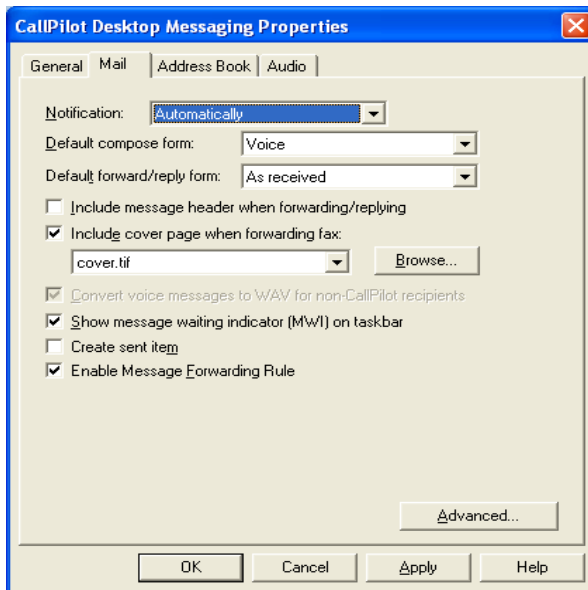 CallPilot Desktop Messaging Properties
General Mail Address Book Audio
Notification: Automatically
Default compose form: Voice
Default forward/reply form: As received
Include message header when forwarding/replying
Include cover page when forwarding fax:
cover.tif Browse...
Convert voice messages to WAV for non-CallPilot recipients
Show message waiting indicator (MWI) on taskbar
Create sent item
Enable Message Forwarding Rule
Advanced...
OK Cancel Apply Help